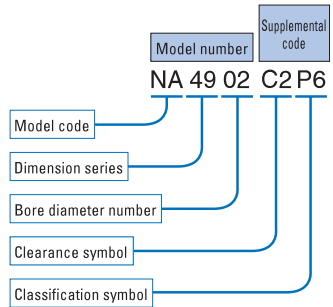 Supplemental
code
Model number
NA 49 02 C2 P6
Model code
Dimension series
Bore diameter number
Clearance symbol
Classification symbol